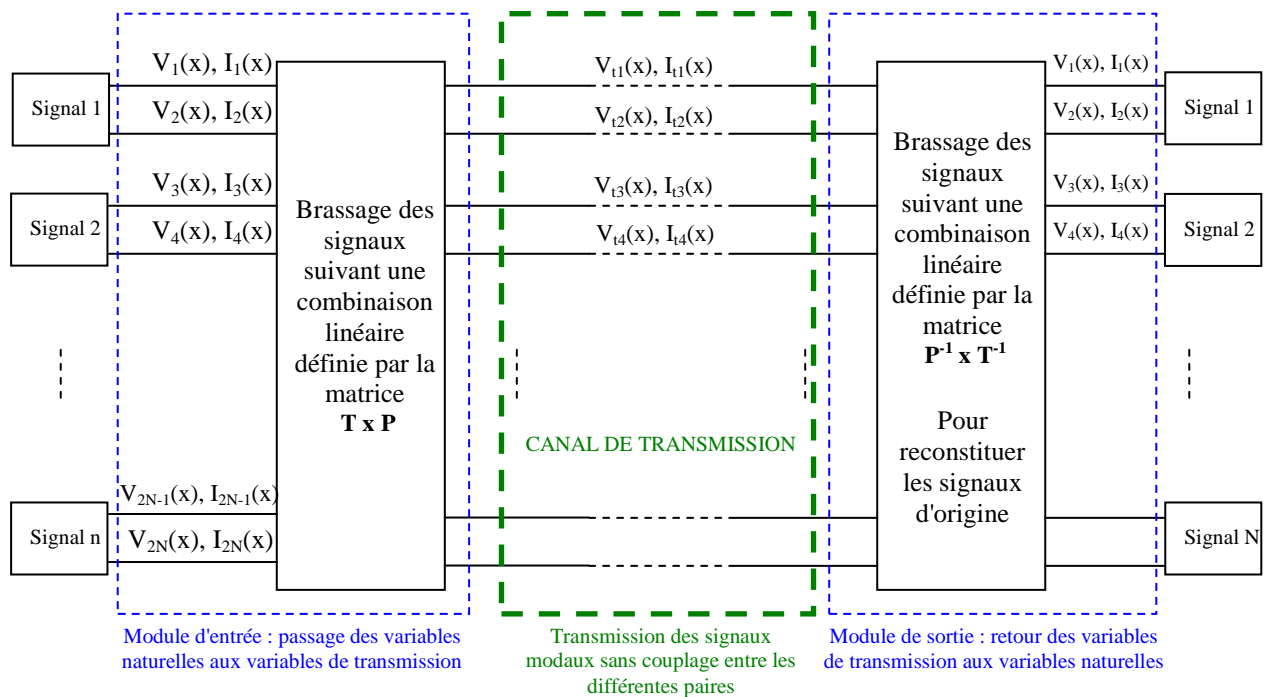 V1(x), I1(x)
Signal 1
V2(x), I2(x)
V3(x), I3(x)
Signal 2
V4(x), I4(x)
V2N-1(x), I2N-1(x)
Signal n
V2N(x), I2N(x)
Brassage des
signaux
suivant une
combinaison
linéaire
définie par la
matrice
T x P
Module d'entrée : passage des variables
naturelles aux variables de transmission
Vt1(x), It1(x)
Vt2(x), It2(x)
Vt3(x), It3(x)
Vt4(x), It4(x)
CANAL DE TRANSMISSION
Transmission des signaux
modaux sans couplage entre les
différentes paires
Brassage des
signaux
suivant une
combinaison
linéaire
définie par la
matrice
P-1 x T-1
Pour
reconstituer
les signaux
d'origine
V1(x), I1(x)
Signal 1
V2(x), I2(x)
V3(x), I3(x)
Signal 2
V4(x), I4(x)
Signal N
Module de sortie : retour des variables
de transmission aux variables naturelles